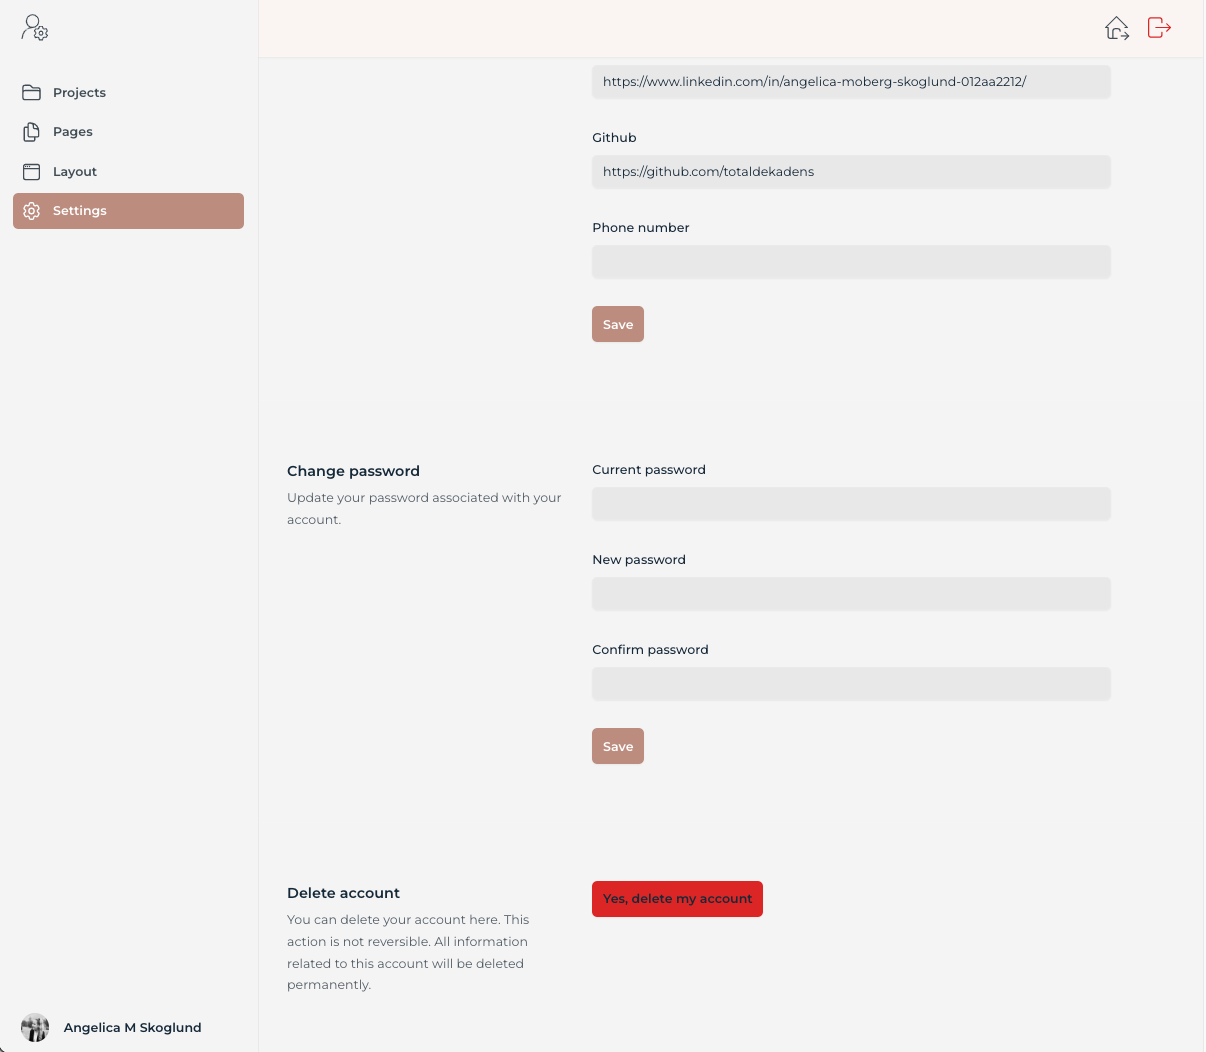 Projects
Pages
Layout
Settings
https://www.linkedin.com/in/angelica-moberg-skoglund-012aa2212/
Github
https://github.com/totaldekadens
Phone number
Save
Change password
Update your password associated with your
account.
Current password
New password
Confirm password
Save
Delete account
You can delete your account here. This
action is not reversible. All information
related to this account will be deleted
permanently.
Yes, delete my account
Angelica M Skoglund